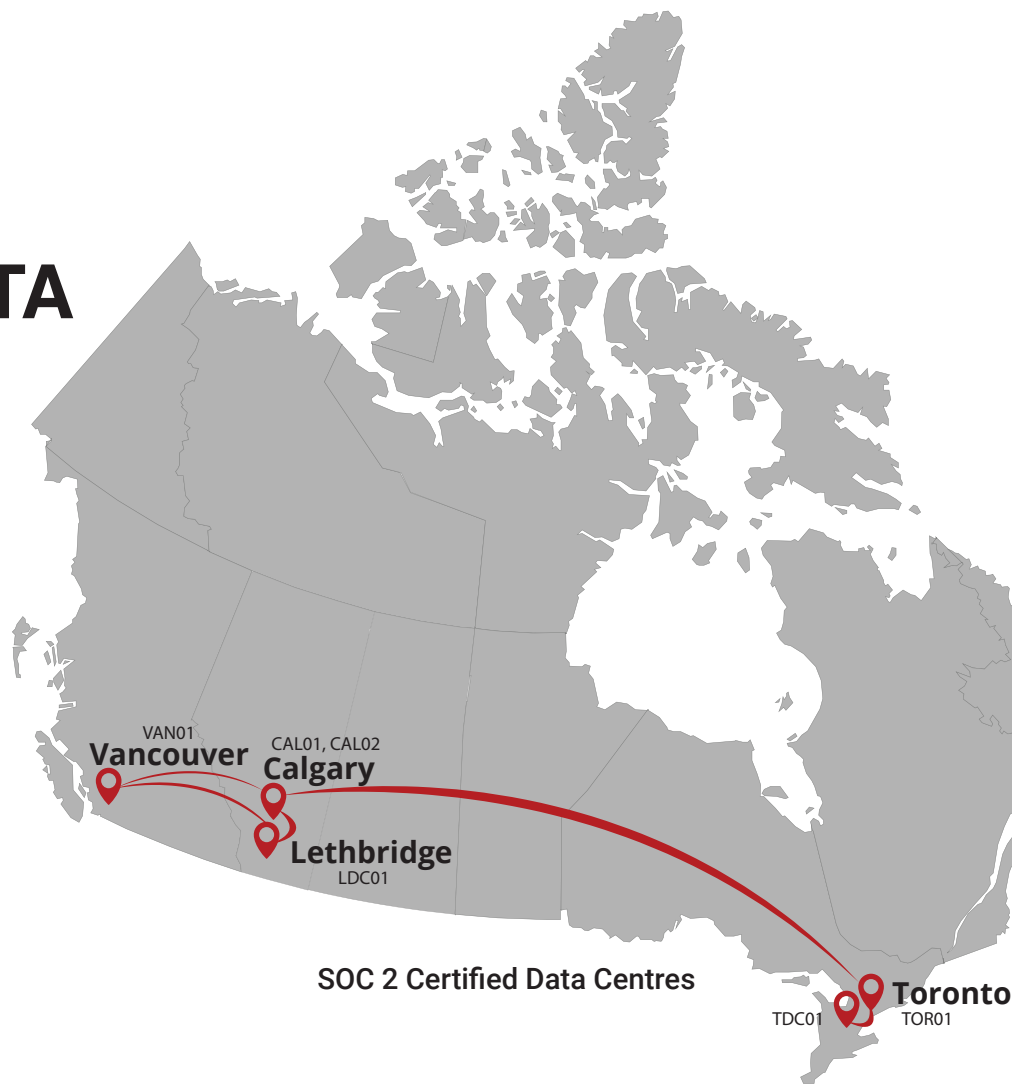 TA
VAN01
Vancouver
CAL01, CAL02
Calgary
Lethbridge
LDC01
SOC 2 Certified Data Centres
Toronto
TDC01
TOR01